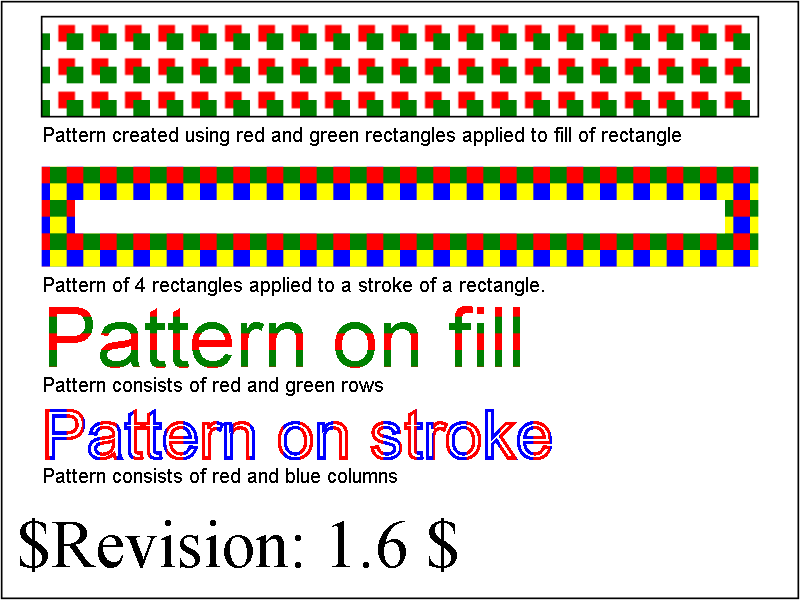 Pattern created using red and green rectangles applied to fill of rectangle
Pattern of 4 rectangles applied to a stroke of a rectangle.
Pattern on fill
Pattern consists of red and green rows
Pattern on stroke
Pattern consists of red and blue columns
$Revision: 1.6 $